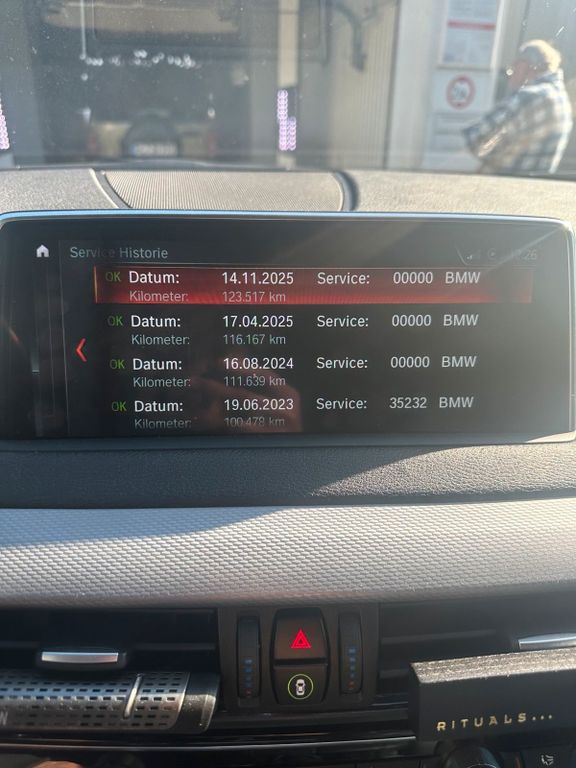 Service Historie
OK Datum: 14.11.2025 Service: 00000 BMW
Kilometer: 123.517 km
OK Datum: 17.04.2025 Service: 00000 BMW
Kilometer: 116.167 km
OK Datum: 16.08.2024 Service: 00000 BMW
Kilometer: 111.639 km
OK Datum: 19.06.2023 Service: 35232 BMW
Kilometer: 100.478 km
RITUALS...